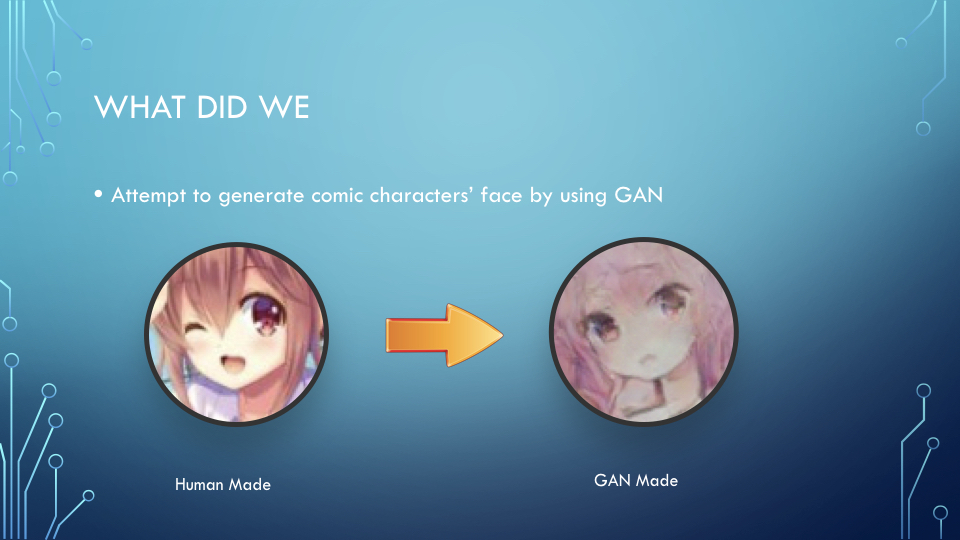 WHAT DID WE
• Attempt to generate comic characters’ face by using GAN
Human Made
GAN Made